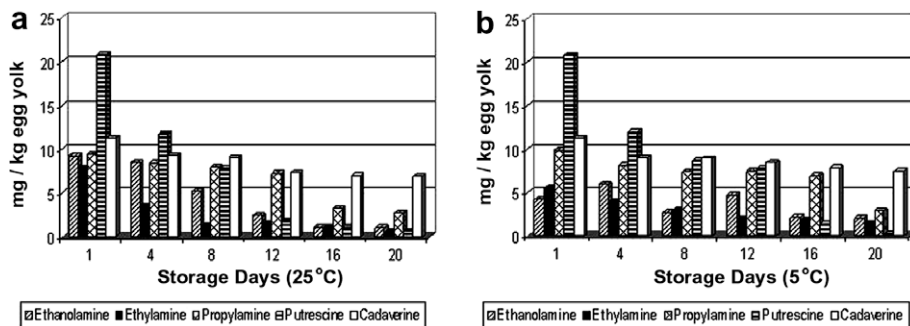 a
mg / kg egg yolk
25
20
15
10
5
0
1 4 8 12 16 20
Storage Days (25°C)
Ethanolamine Ethylamine Propylamine Putrescine Cadaverine
b
mg / kg egg yolk
25
20
15
10
5
0
1 4 8 12 16 20
Storage Days (5°C)
Ethanolamine Ethylamine Propylamine Putrescine Cadaverine